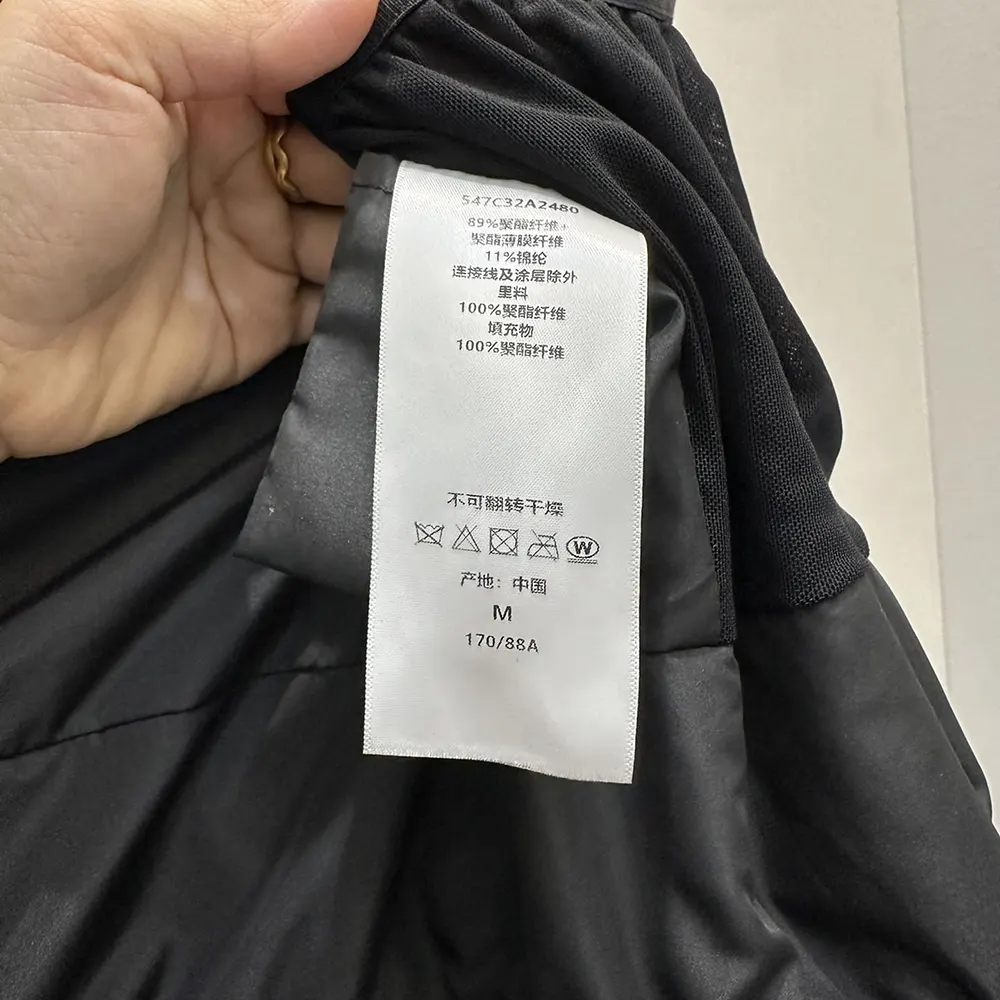 547C32A2480
89%聚酯纤维+
聚酯薄膜纤维
11%锦纶
连接线及涂层除外
里料
100%聚酯纤维
填充物
100%聚酯纤维
不可翻转干燥
W
产地：中国
M
170/88A